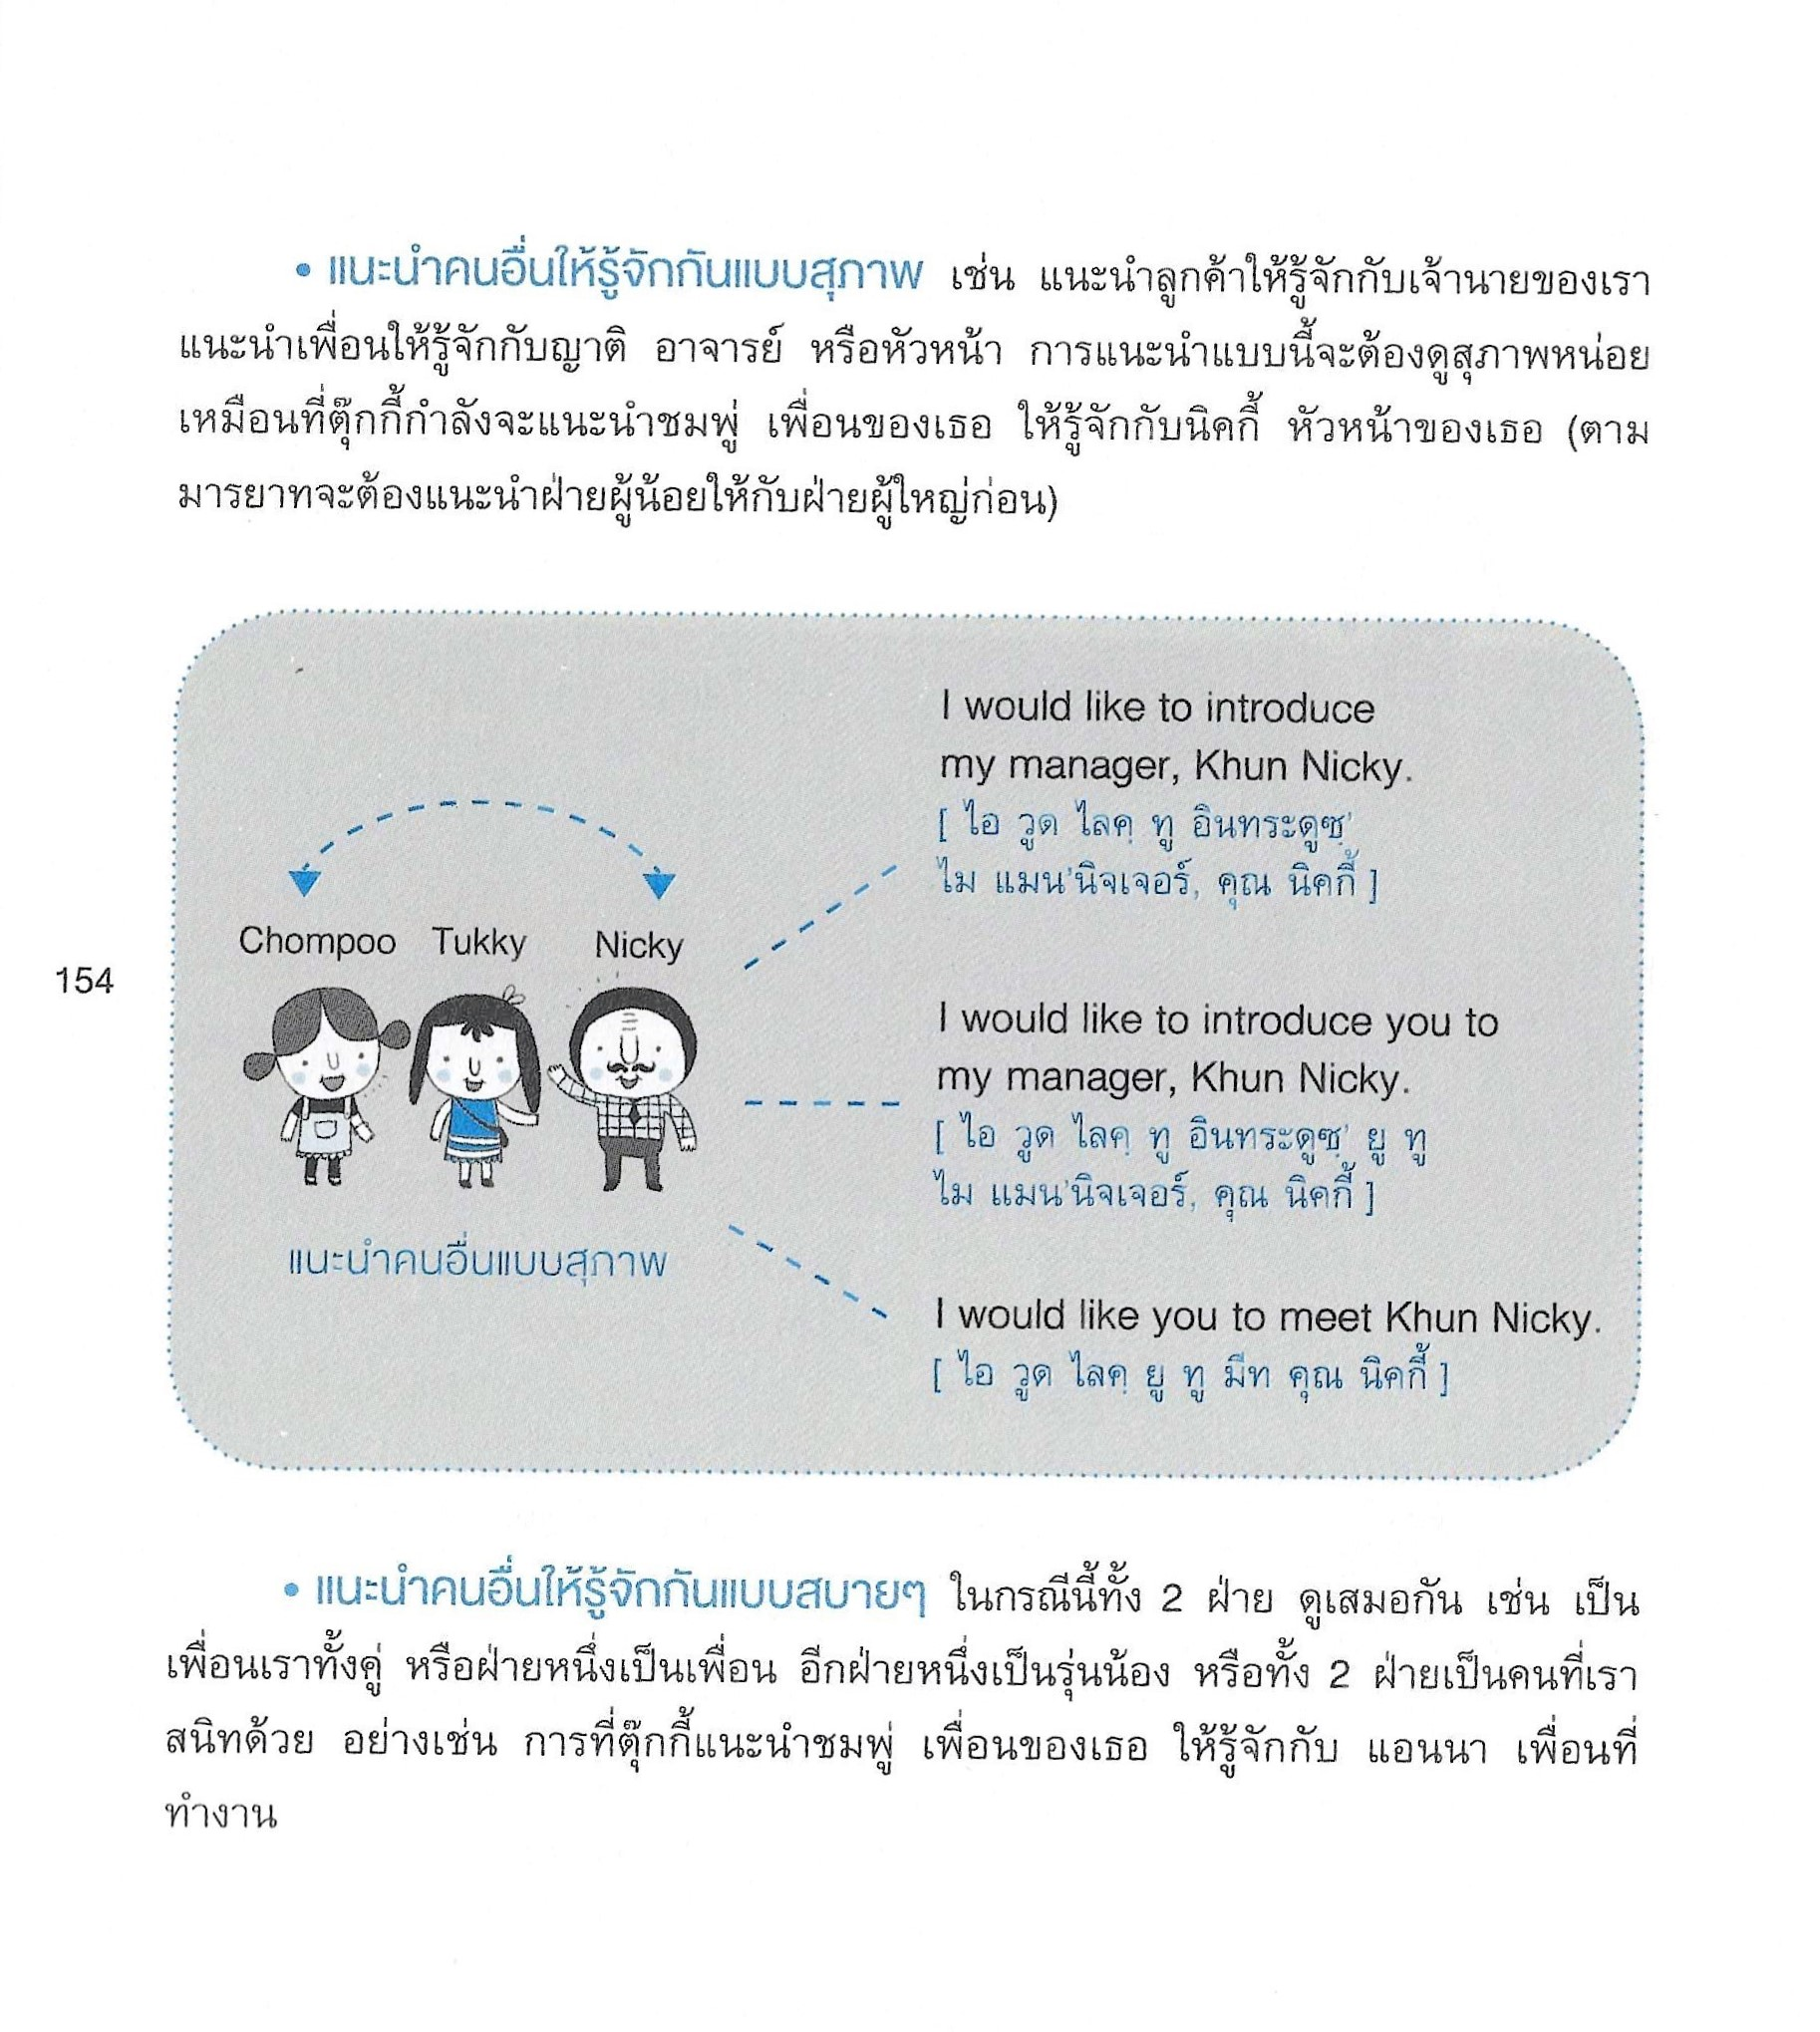 • แนะนำคนอื่นให้รู้จักกันแบบสุภาพ เช่น แนะนำลูกค้าให้รู้จักกับเจ้านายของเรา
แนะนำเพื่อนให้รู้จักกับญาติ อาจารย์ หรือหัวหน้า การแนะนำแบบนี้จะต้องดูสุภาพหน่อย
เหมือนที่ตุ๊กกี้กำลังจะแนะนำชมพู่ เพื่อนของเธอ ให้รู้จักกับนิคกี้ หัวหน้าของเธอ (ตาม
มารยาทจะต้องแนะนำฝ่ายผู้น้อยให้กับฝ่ายผู้ใหญ่ก่อน)
I would like to introduce
my manager, Khun Nicky.
[ ไอ วูด ไลคฺ ทู อินทระดูซฺ'
ไม แมน'นิจเจอร์, คุณ นิคกี้ ]
Chompoo Tukky Nicky
154
I would like to introduce you to
my manager, Khun Nicky.
[ ไอ วูด ไลคฺ ทู อินทระดูซฺ' ยู ทู
ไม แมน'นิจเจอร์, คุณ นิคกี้ ]
แนะนำคนอื่นแบบสุภาพ
I would like you to meet Khun Nicky.
[ ไอ วูด ไลคฺ ยู ทู มีท คุณ นิคกี้ ]
• แนะนำคนอื่นให้รู้จักกันแบบสบายๆ ในกรณีนี้ทั้ง 2 ฝ่าย ดูเสมอกัน เช่น เป็น
เพื่อนเราทั้งคู่ หรือฝ่ายหนึ่งเป็นเพื่อน อีกฝ่ายหนึ่งเป็นรุ่นน้อง หรือทั้ง 2 ฝ่ายเป็นคนที่เรา
สนิทด้วย อย่างเช่น การที่ตุ๊กกี้แนะนำชมพู่ เพื่อนของเธอ ให้รู้จักกับ แอนนา เพื่อนที่
ทำงาน